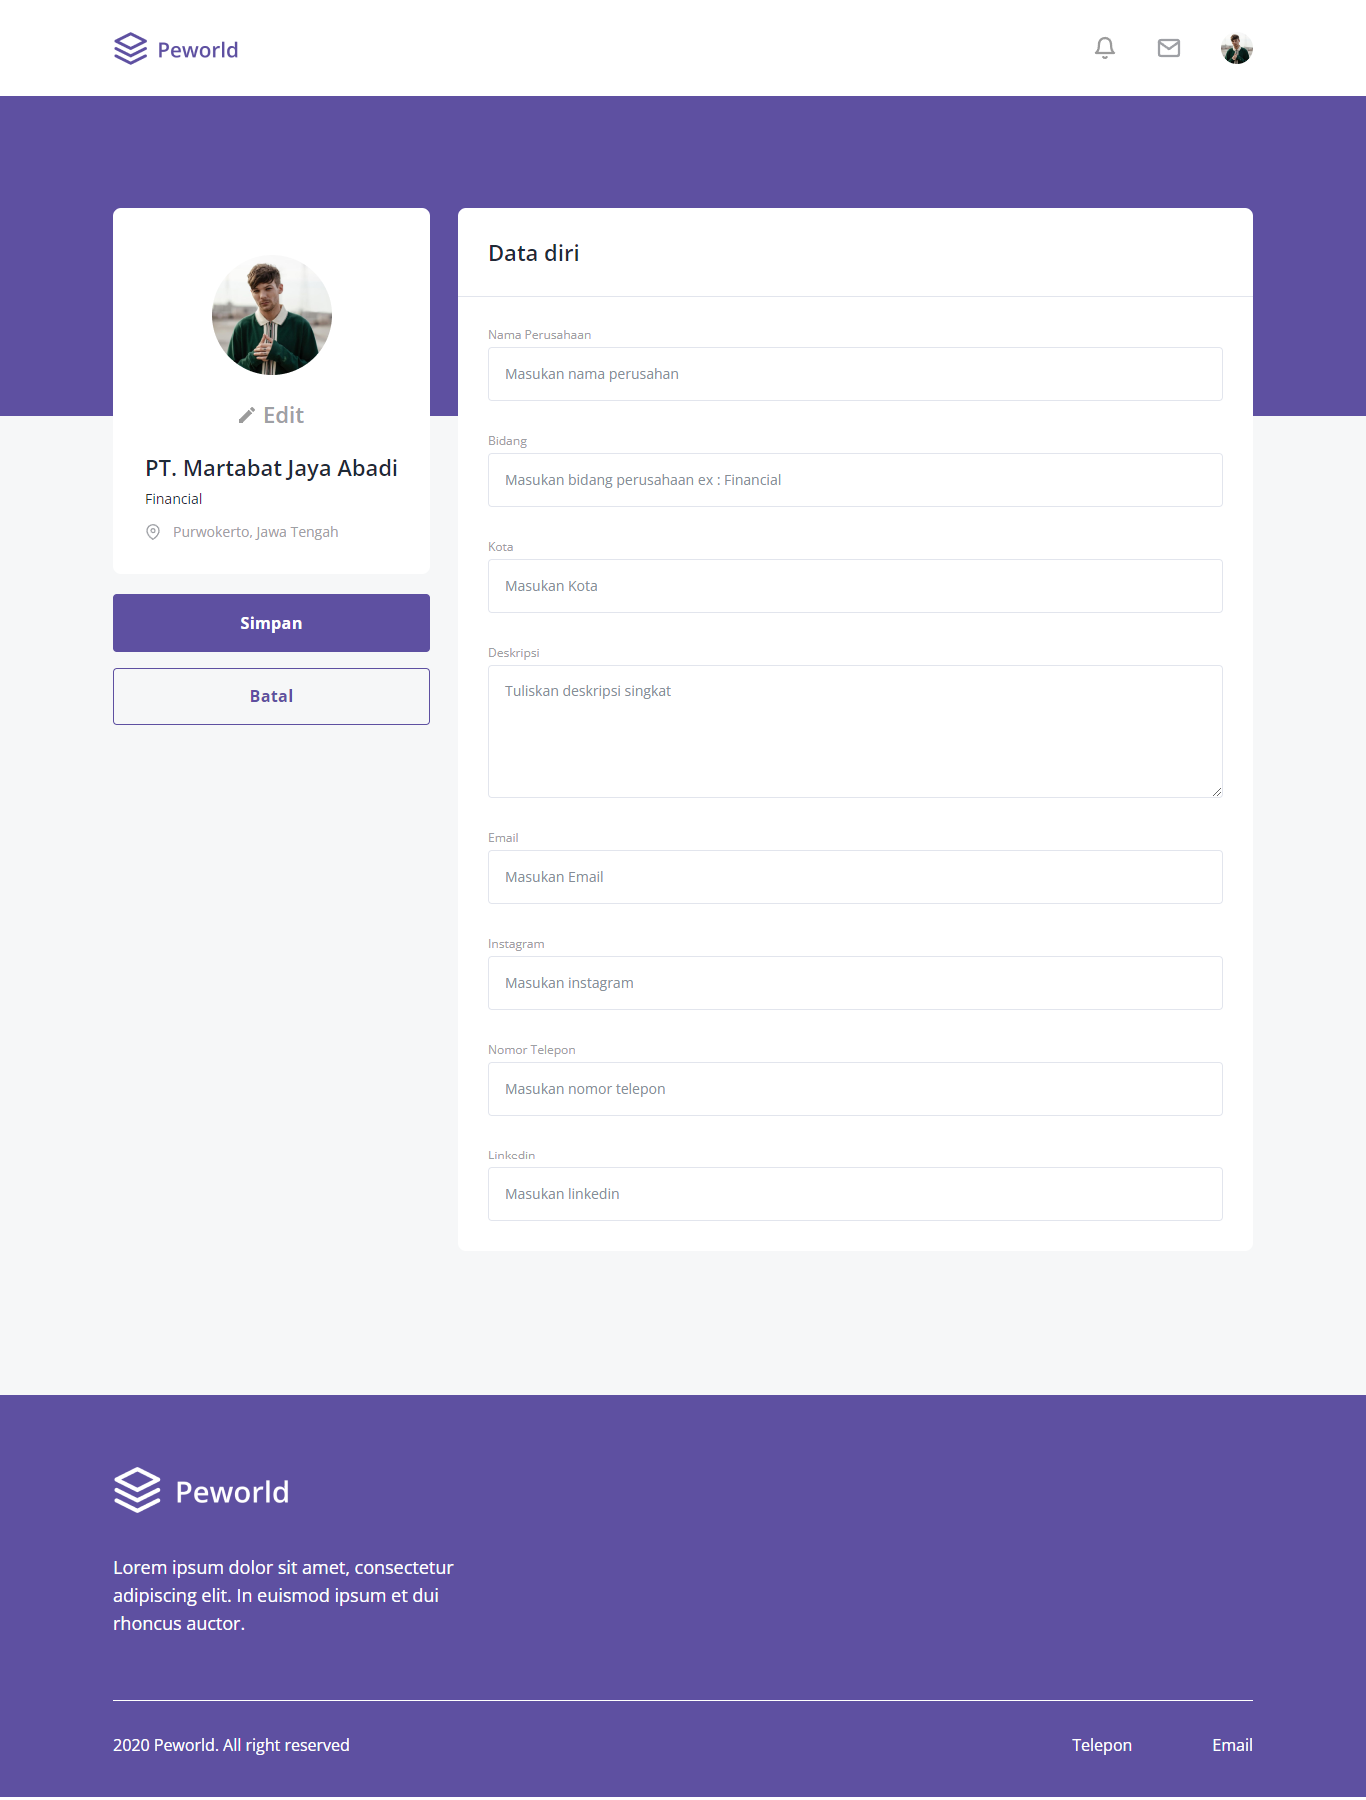 Peworld
Edit
PT. Martabat Jaya Abadi
Financial
Purwokerto, Jawa Tengah
Simpan
Batal
Data diri
Nama Perusahaan
Masukan nama perusahan
Bidang
Masukan bidang perusahaan ex : Financial
Kota
Masukan Kota
Deskripsi
Tuliskan deskripsi singkat
Email
Masukan Email
Instagram
Masukan instagram
Nomor Telepon
Masukan nomor telepon
Linkedin
Masukan linkedin
Peworld
Lorem ipsum dolor sit amet, consectetur
adipiscing elit. In euismod ipsum et dui
rhoncus auctor.
2020 Peworld. All right reserved
Telepon
Email